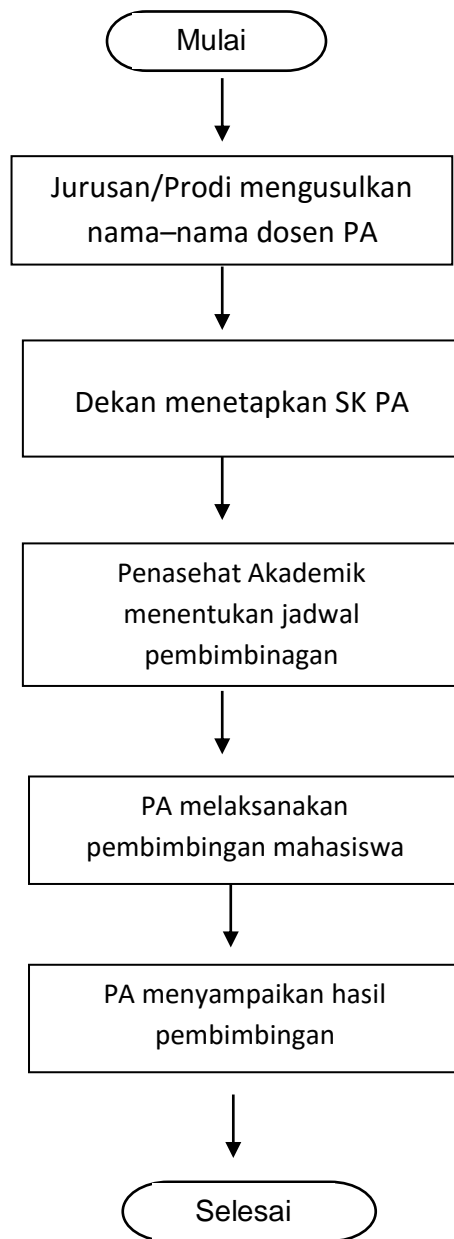 Mulai
Jurusan/Prodi mengusulkan
nama–nama dosen PA
Dekan menetapkan SK PA
Penasehat Akademik
menentukan jadwal
pembimbinagan
PA melaksanakan
pembimbingan mahasiswa
PA menyampaikan hasil
pembimbingan
Selesai